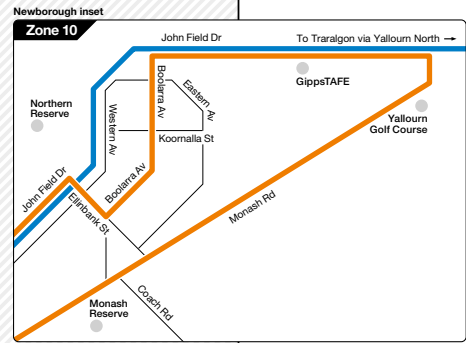 Newborough inset
Zone 10
John Field Dr
To Traralgon via Yallourn North →
Boolarra Av
Eastern Av
GippsTAFE
Northern
Reserve
Western Av
Koornalla St
Yallourn
Golf Course
John Field Dr
Boolarra Av
Ellinbank St
Monash Rd
Coach Rd
Monash
Reserve